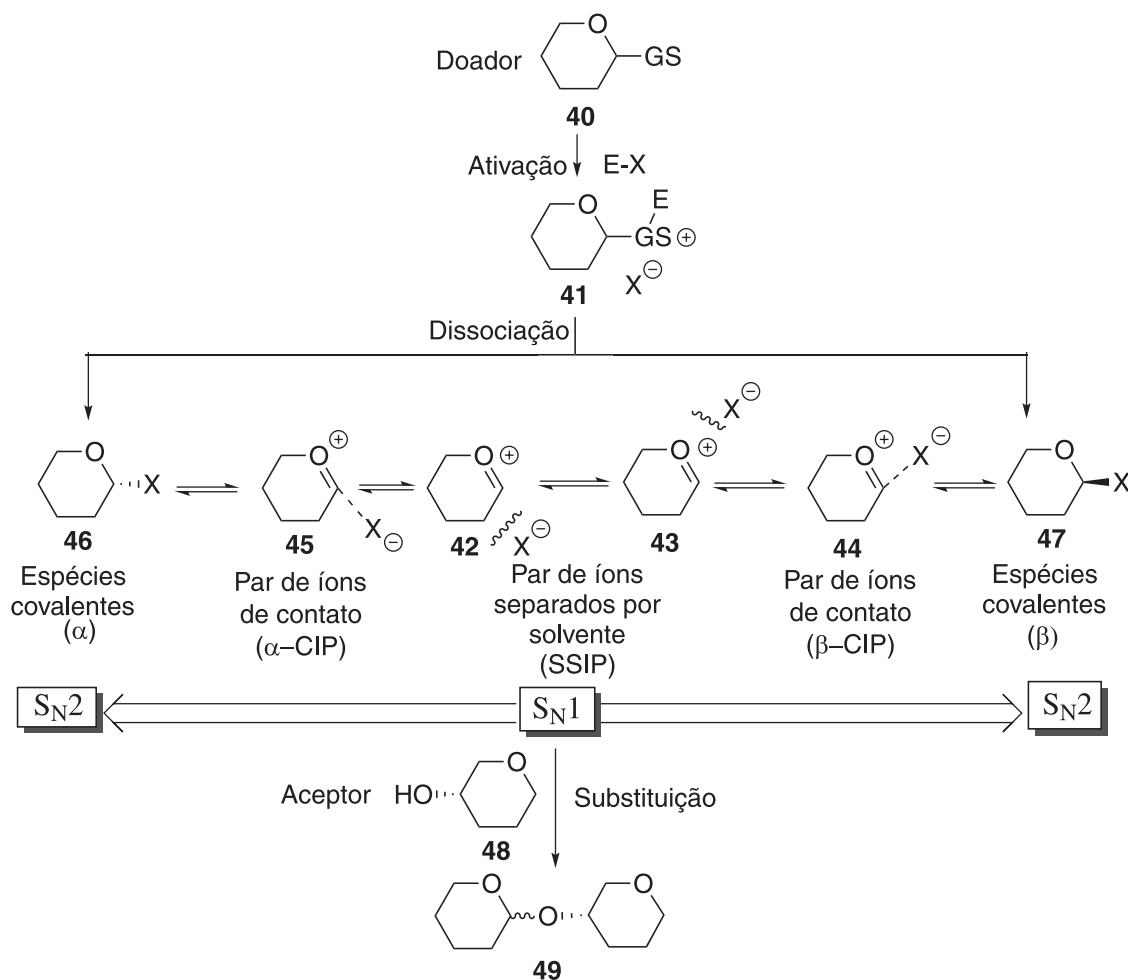 O
Doador
GS
40
Ativação E-X
E
O
GS ⊕
X ⊖
41
Dissociação
O
X
46
Espécies
covalentes
(α)
O ⊕
X ⊖
45
Par de íons
de contato
(α–CIP)
O ⊕
X ⊖
42
X ⊖
O ⊕
43
Par de íons
separados por
solvente
(SSIP)
O ⊕
X ⊖
44
Par de íons
de contato
(β–CIP)
O
X
47
Espécies
covalentes
(β)
SN2 SN1 SN2
O
Aceptor HO
Substituição
48
O O O
49